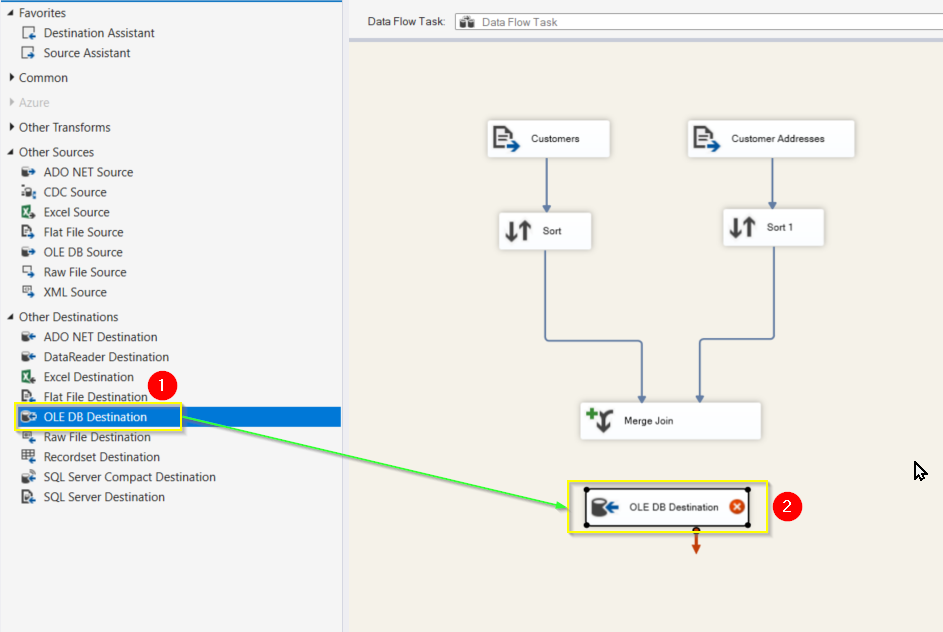 Favorites
Destination Assistant
Source Assistant
Common
Azure
Other Transforms
Other Sources
ADO NET Source
CDC Source
Excel Source
Flat File Source
OLE DB Source
Raw File Source
XML Source
Other Destinations
ADO NET Destination
DataReader Destination
Excel Destination
1
Flat File Destination
OLE DB Destination
Raw File Destination
Recordset Destination
SQL Server Compact Destination
SQL Server Destination
Data Flow Task: Data Flow Task
Customers
Customer Addresses
Sort
Sort 1
Merge Join
OLE DB Destination
2